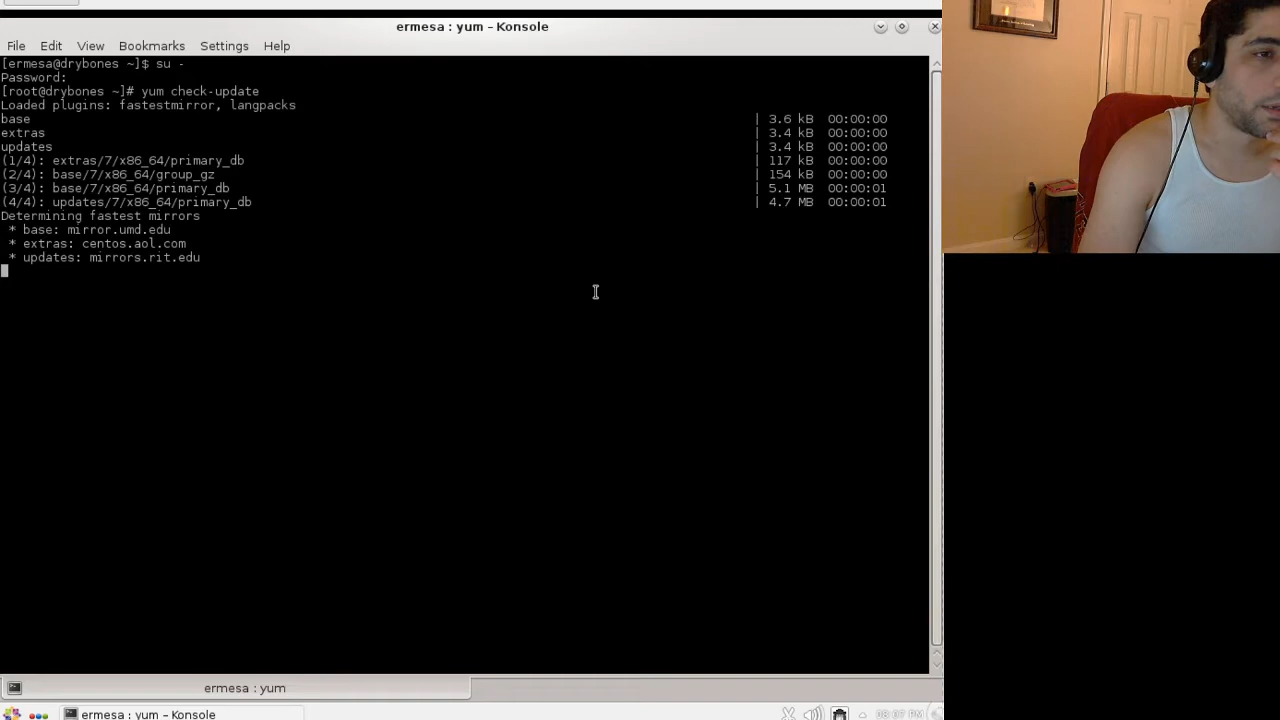 ermesa : yum – Konsole
File Edit View Bookmarks Settings Help
[ermesa@drybones ~]$ su -
Password:
[root@drybones ~]# yum check-update
Loaded plugins: fastestmirror, langpacks
base | 3.6 kB 00:00:00
extras | 3.4 kB 00:00:00
updates | 3.4 kB 00:00:00
(1/4): extras/7/x86_64/primary_db | 117 kB 00:00:00
(2/4): base/7/x86_64/group_gz | 154 kB 00:00:00
(3/4): base/7/x86_64/primary_db | 5.1 MB 00:00:01
(4/4): updates/7/x86_64/primary_db | 4.7 MB 00:00:01
Determining fastest mirrors
* base: mirror.umd.edu
* extras: centos.aol.com
* updates: mirrors.rit.edu
ermesa : yum
ermesa : yum – Konsole